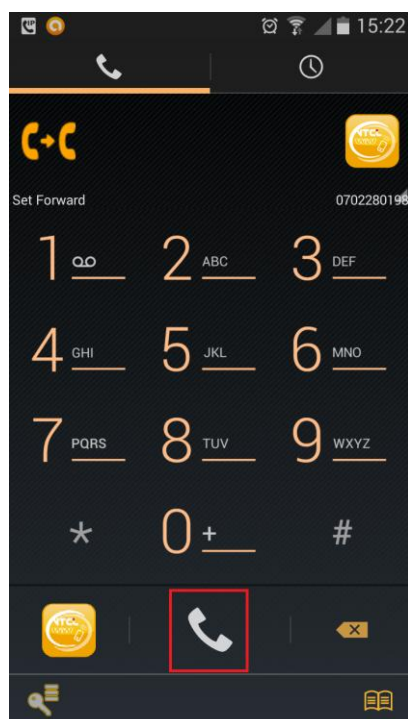 15:22
Set Forward
0702280198
1
2 ABC
3 DEF
4 GHI
5 JKL
6 MNO
7 PQRS
8 TUV
9 WXYZ
* 0 + #